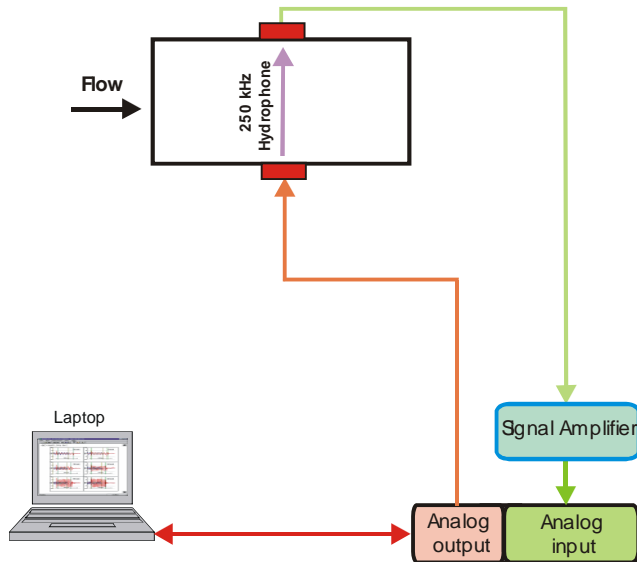 Flow
250 kHz
Hydrophone
Laptop
Signal Amplifier
Analog
output
Analog
input